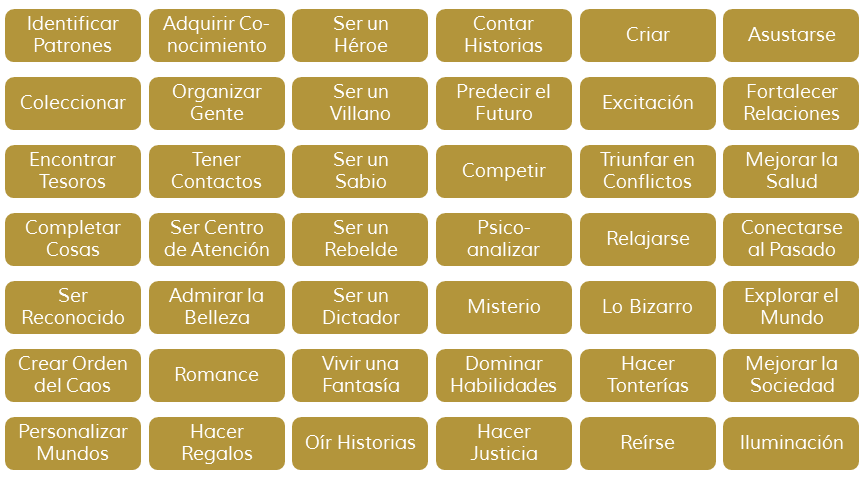 Identificar
Patrones
Adquirir Co-
nocimiento
Ser un
Héroe
Contar
Historias
Criar
Asustarse
Coleccionar
Organizar
Gente
Ser un
Villano
Predecir el
Futuro
Excitación
Fortalecer
Relaciones
Encontrar
Tesoros
Tener
Contactos
Ser un
Sabio
Competir
Triunfar en
Conflictos
Mejorar la
Salud
Completar
Cosas
Ser Centro
de Atención
Ser un
Rebelde
Psico-
analizar
Relajarse
Conectarse
al Pasado
Ser
Reconocido
Admirar la
Belleza
Ser un
Dictador
Misterio
Lo Bizarro
Explorar el
Mundo
Crear Orden
del Caos
Romance
Vivir una
Fantasía
Dominar
Habilidades
Hacer
Tonterías
Mejorar la
Sociedad
Personalizar
Mundos
Hacer
Regalos
Oír Historias
Hacer
Justicia
Reírse
Iluminación